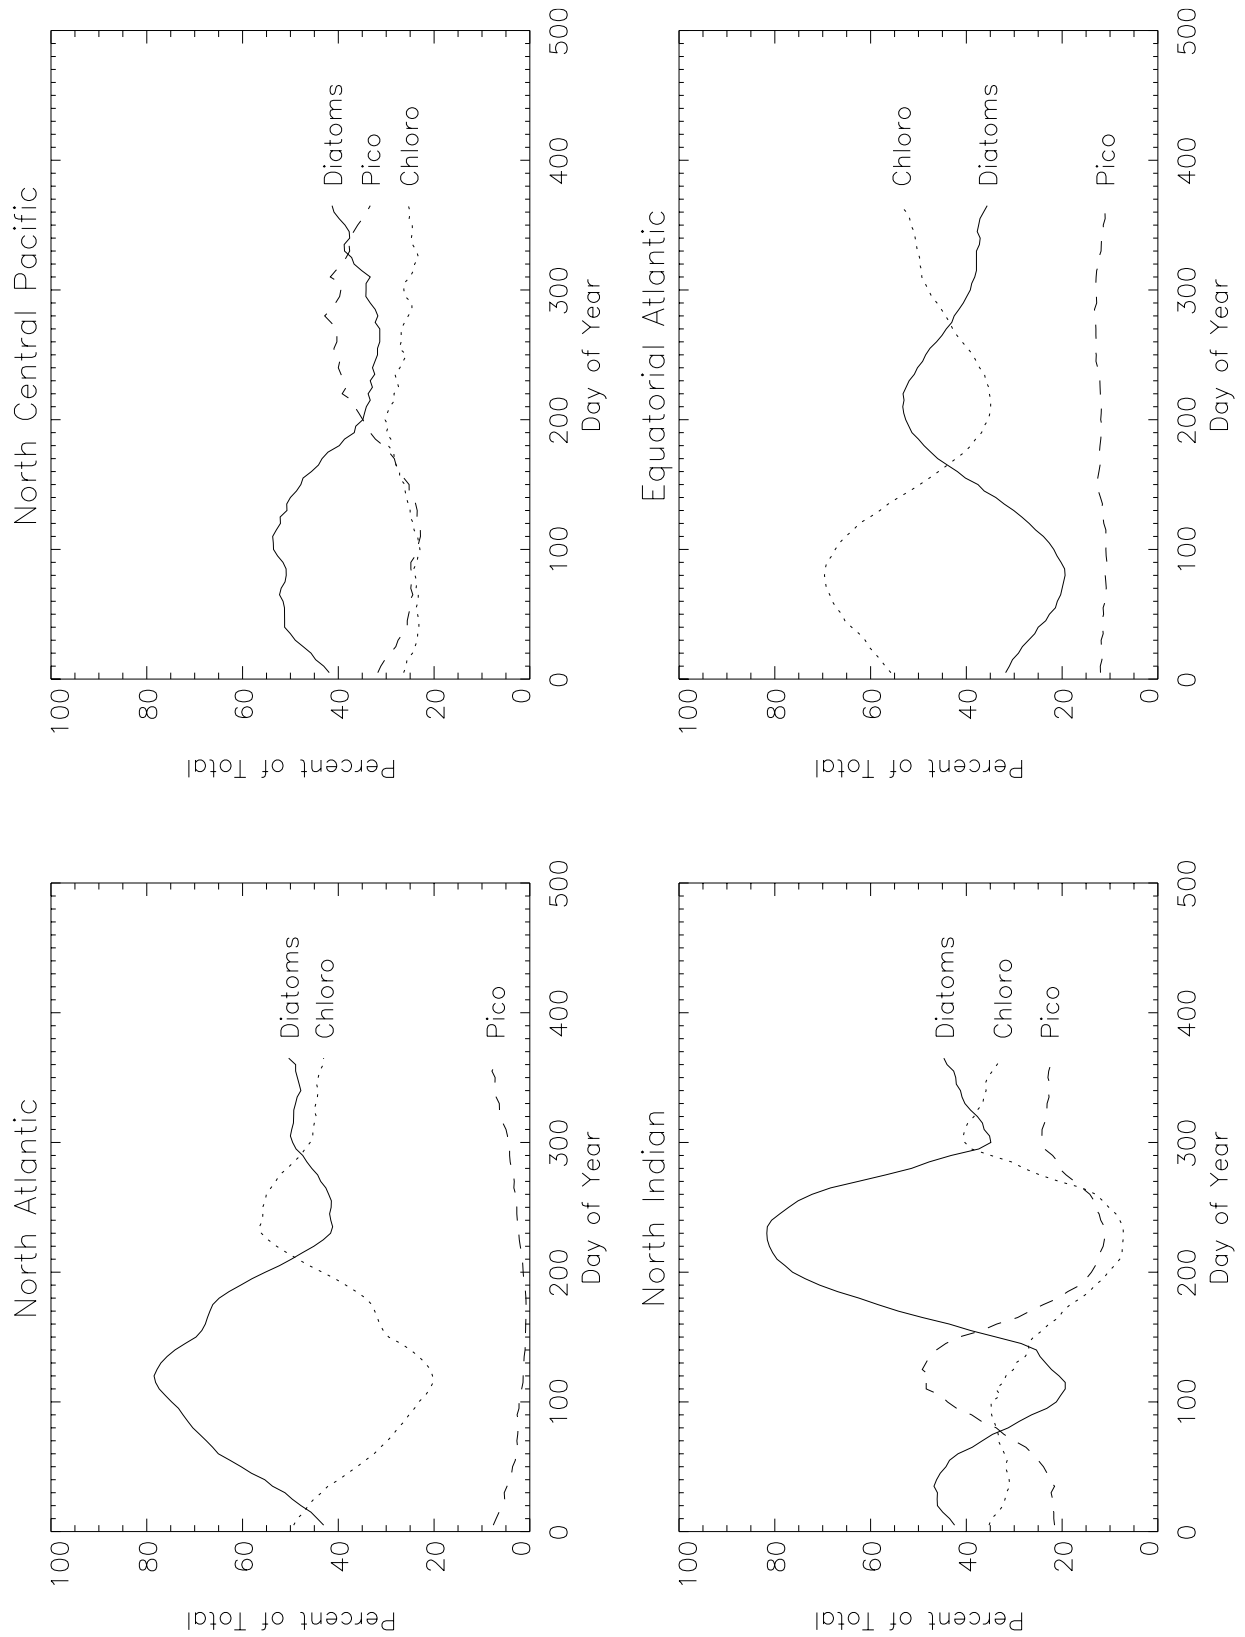 North Atlantic
Percent of Total
100
80
60
40
20
0
0 100 200 300 400 500
Day of Year
Diatoms
Chloro
Pico
North Central Pacific
Percent of Total
100
80
60
40
20
0
0 100 200 300 400 500
Day of Year
Diatoms
Pico
Chloro
North Indian
Percent of Total
100
80
60
40
20
0
0 100 200 300 400 500
Day of Year
Diatoms
Chloro
Pico
Equatorial Atlantic
Percent of Total
100
80
60
40
20
0
0 100 200 300 400 500
Day of Year
Chloro
Diatoms
Pico